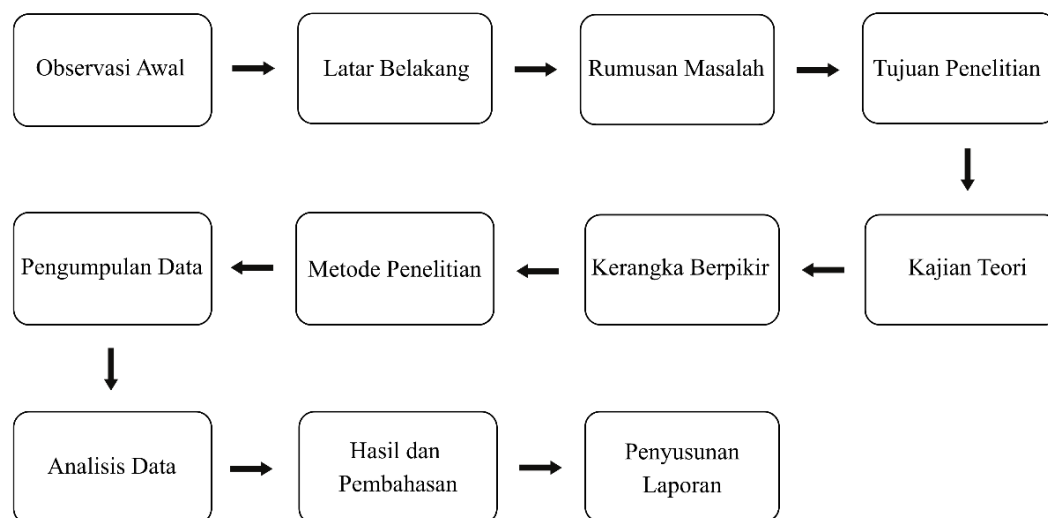 Observasi Awal
Latar Belakang
Rumusan Masalah
Tujuan Penelitian
Kajian Teori
Kerangka Berpikir
Metode Penelitian
Pengumpulan Data
Analisis Data
Hasil dan
Pembahasan
Penyusunan
Laporan